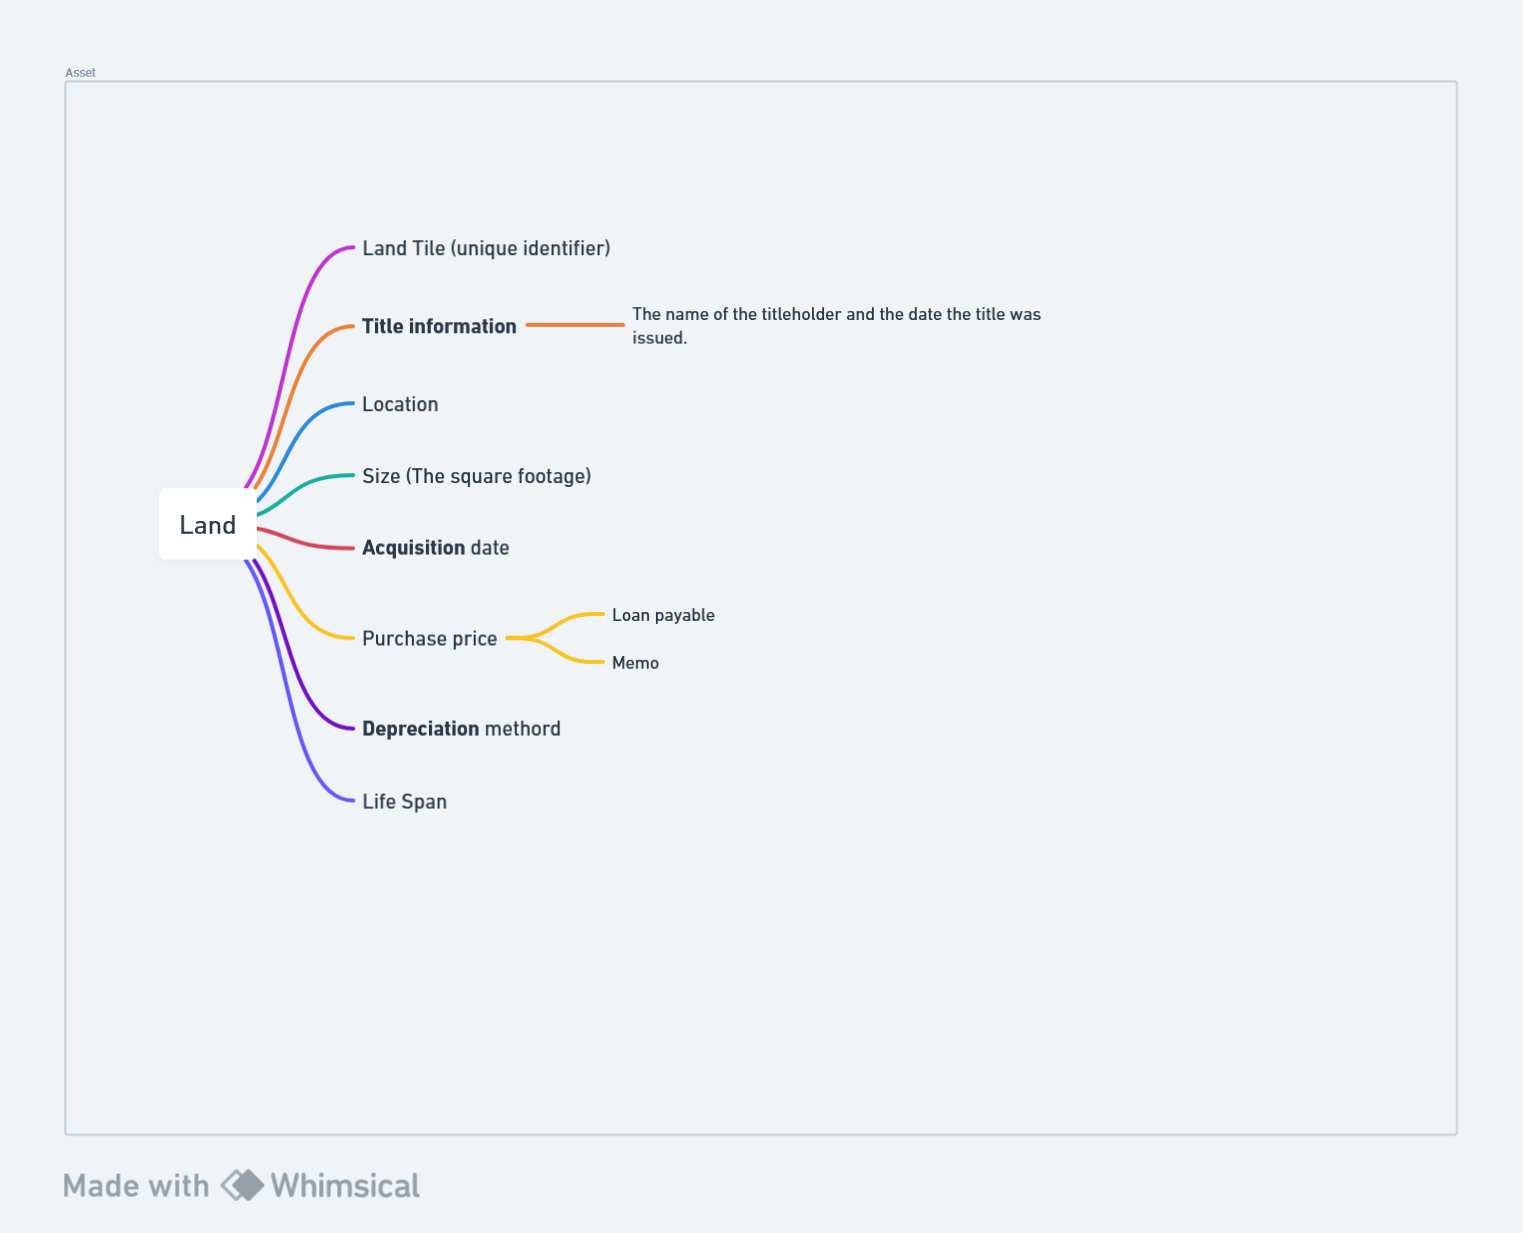 Asset
Land Tile (unique identifier)
Title information
The name of the titleholder and the date the title was
issued.
Location
Size (The square footage)
Land
Acquisition date
Purchase price
Loan payable
Memo
Depreciation methord
Life Span
Made with Whimsical